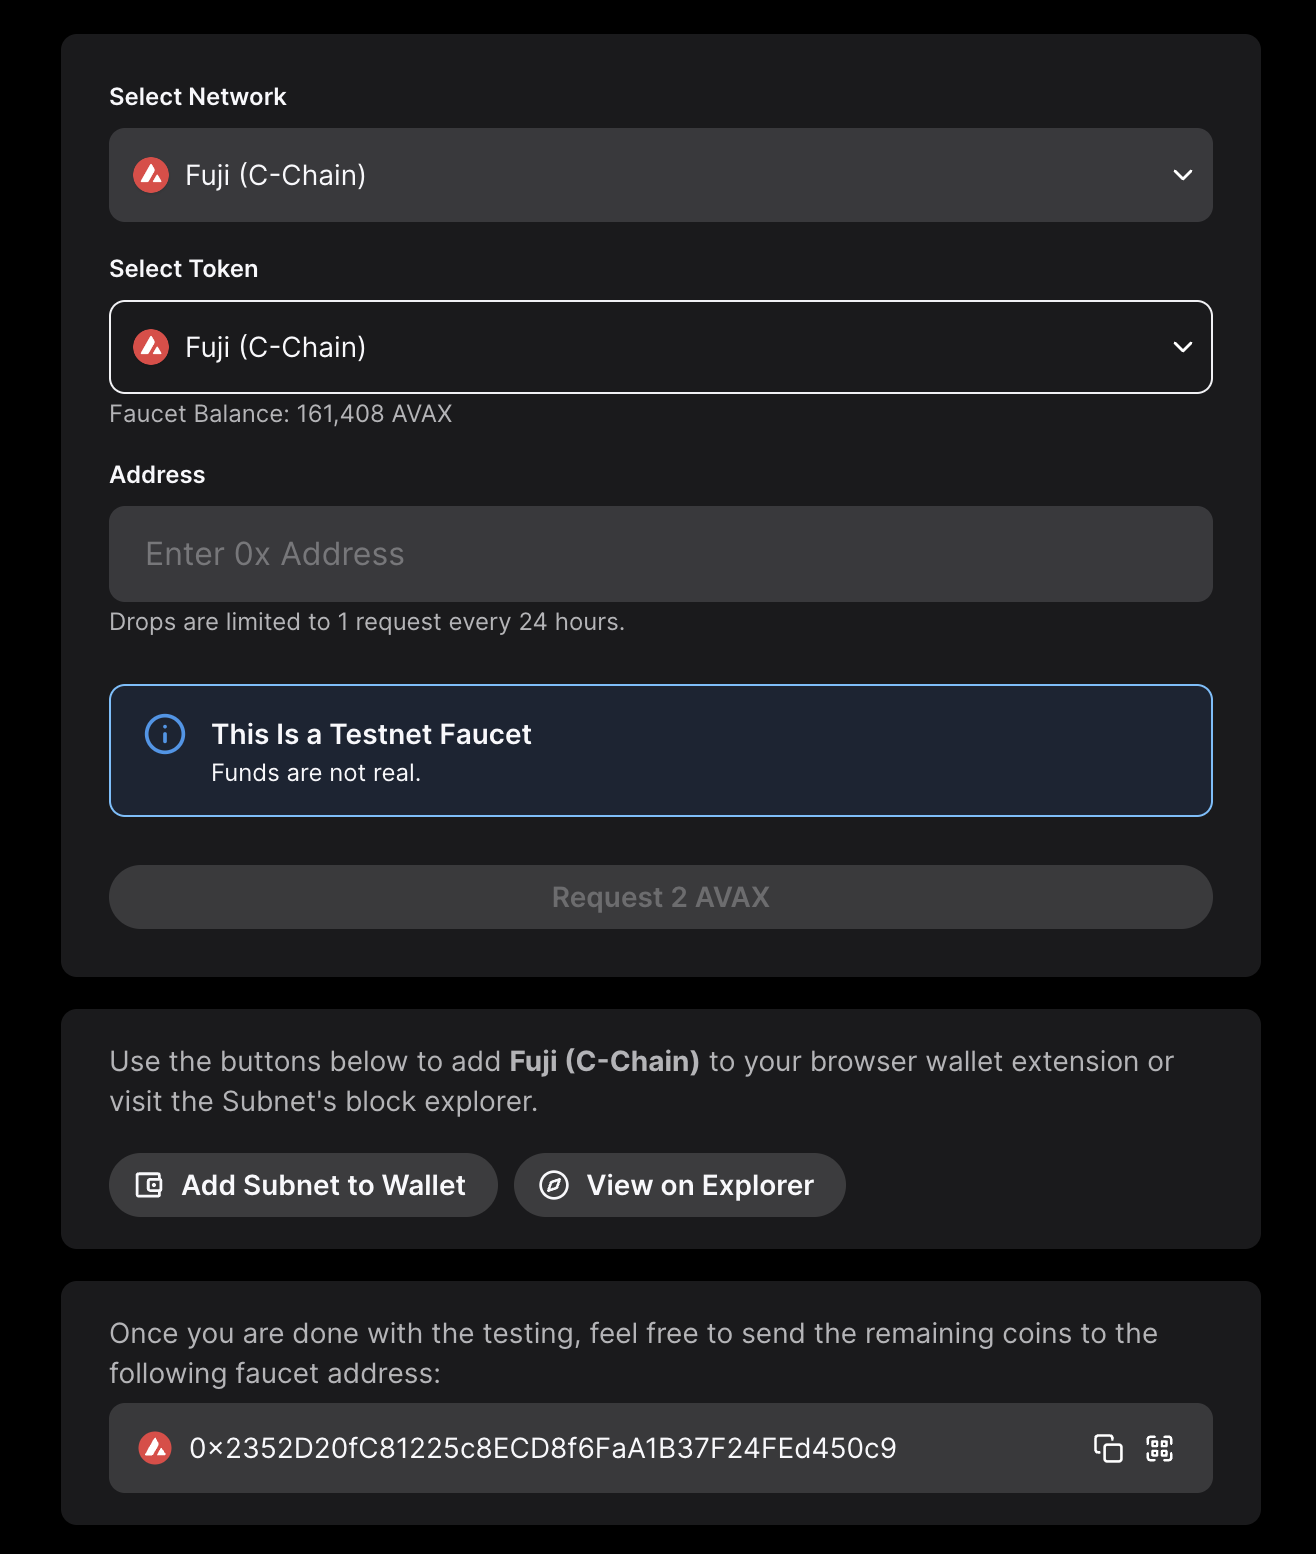 Select Network
Fuji (C-Chain)
Select Token
Fuji (C-Chain)
Faucet Balance: 161,408 AVAX
Address
Enter 0x Address
Drops are limited to 1 request every 24 hours.
This Is a Testnet Faucet
Funds are not real.
Request 2 AVAX
Use the buttons below to add Fuji (C-Chain) to your browser wallet extension or
visit the Subnet's block explorer.
Add Subnet to Wallet
View on Explorer
Once you are done with the testing, feel free to send the remaining coins to the
following faucet address:
0x2352D20fC81225c8ECD8f6FaA1B37F24FEd450c9